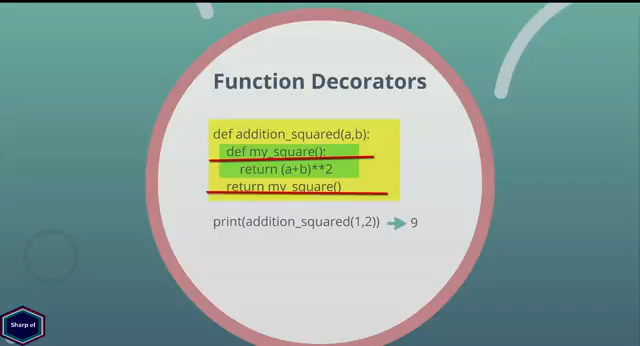 Function Decorators
def addition_squared(a,b):
def my_square():
return (a+b)**2
return my_square()
print(addition_squared(1,2)) 9
Sharp el